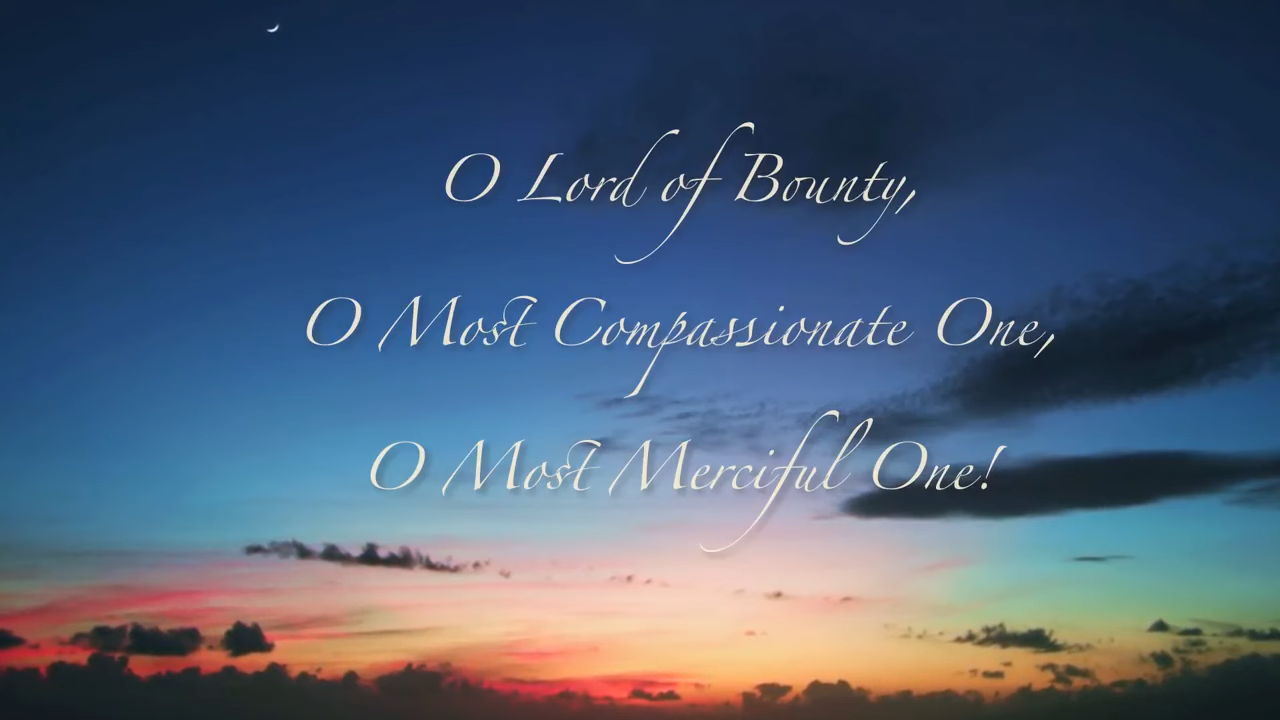 O Lord of Bounty,
O Most Compassionate One,
O Most Merciful One!